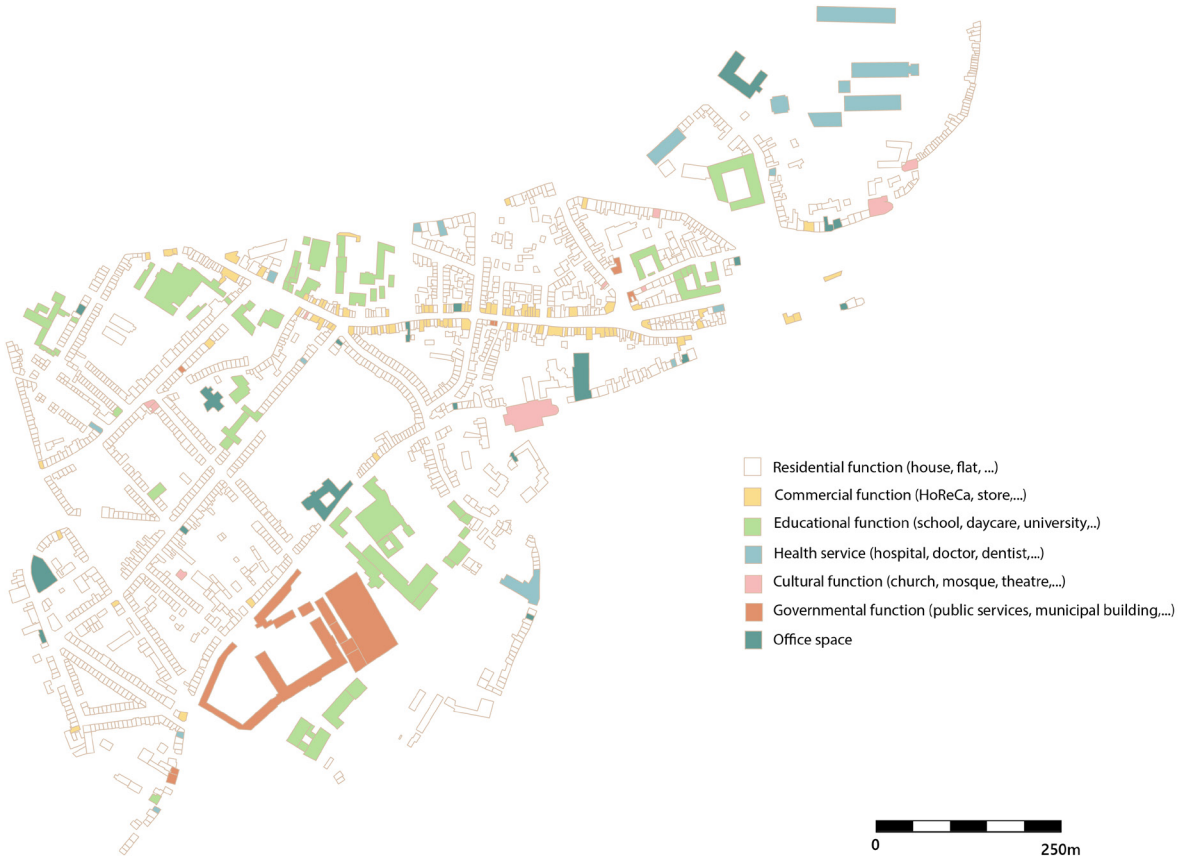 Residential function (house, flat, ...)
Commercial function (HoReCa, store,...)
Educational function (school, daycare, university,..)
Health service (hospital, doctor, dentist,...)
Cultural function (church, mosque, theatre,...)
Governmental function (public services, municipal building,...)
Office space
0
250m